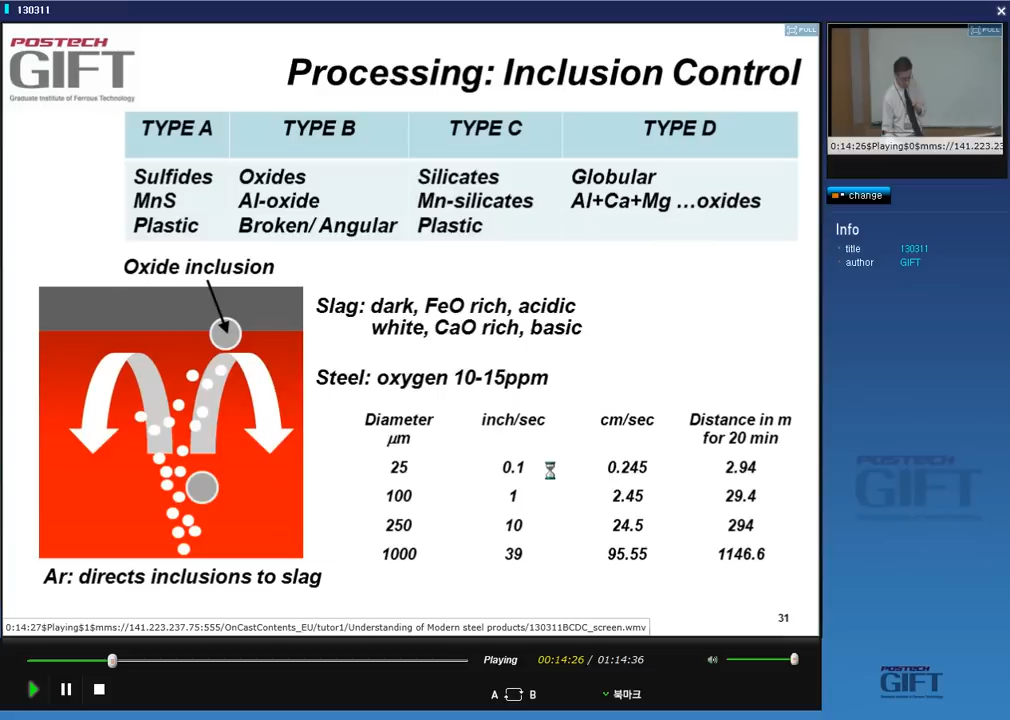 130311
POSTECH
GIFT
Graduate Institute of Ferrous Technology
FULL
Processing: Inclusion Control
TYPE A TYPE B TYPE C TYPE D
Sulfides Oxides Silicates Globular
MnS Al-oxide Mn-silicates Al+Ca+Mg ...oxides
Plastic Broken/ Angular Plastic
Oxide inclusion
Slag: dark, FeO rich, acidic
white, CaO rich, basic
Steel: oxygen 10-15ppm
Diameter inch/sec cm/sec Distance in m
μm for 20 min
25 0.1 0.245 2.94
100 1 2.45 29.4
250 10 24.5 294
1000 39 95.55 1146.6
Ar: directs inclusions to slag
31
0:14:27$Playing$1$mms://141.223.237.75:555/OnCastContents_EU/tutor1/Understanding of Modern steel products/130311BCDC_screen.wmv
Playing 00:14:26 / 01:14:36
A B 북마크
FULL
0:14:26$Playing$0$mms://141.223.23
change
Info
title 130311
author GIFT
POSTECH
GIFT
POSTECH
GIFT